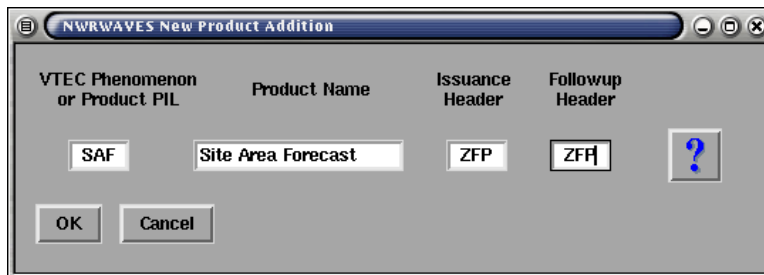 NWRWAVES New Product Addition
VTEC Phenomenon
or Product PIL
Product Name
Issuance
Header
Followup
Header
SAF
Site Area Forecast
ZFP
ZFP
?
OK
Cancel